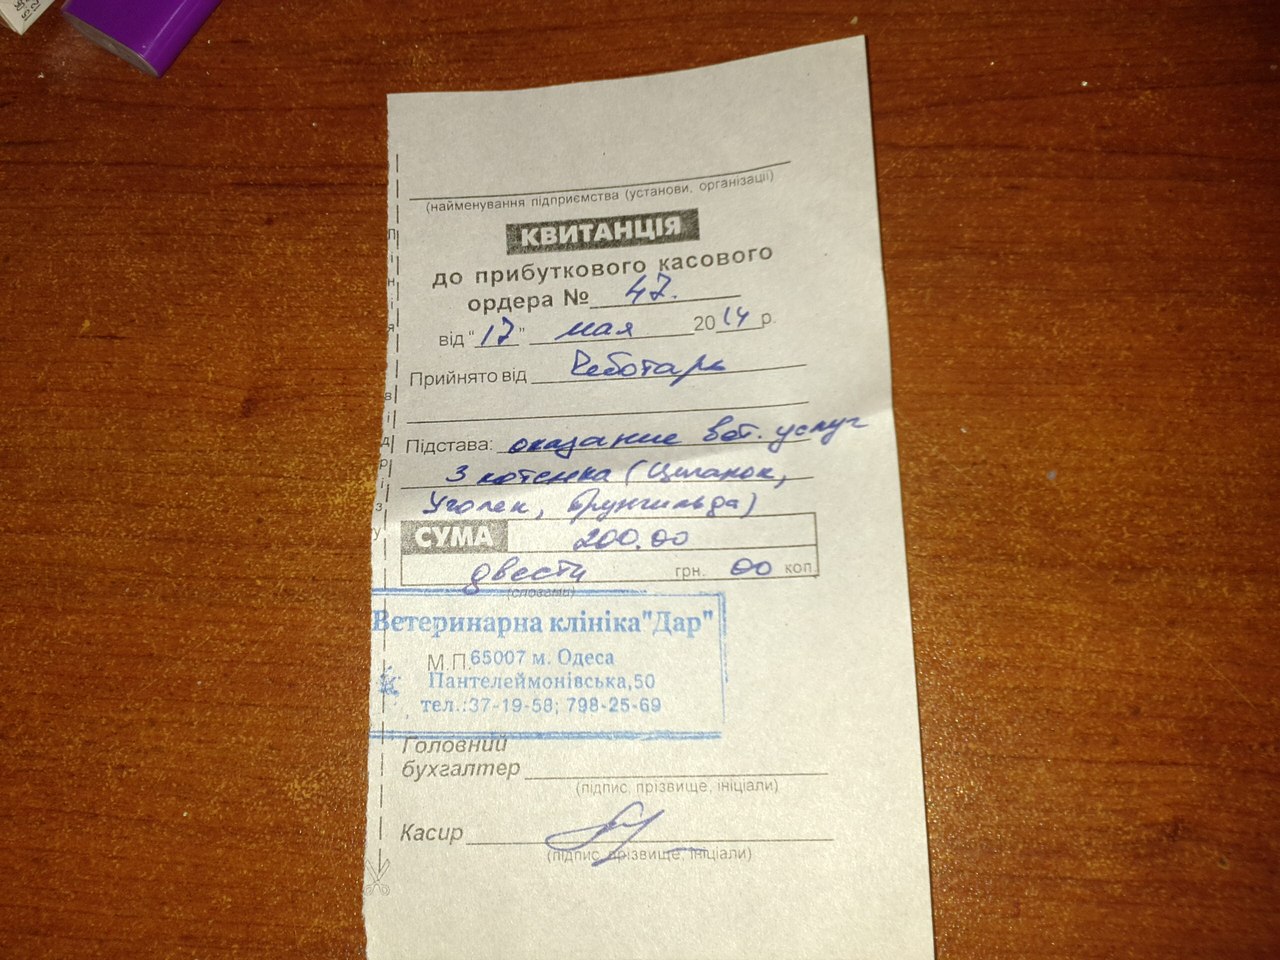 (найменування підприємства (установи, організації)
КВИТАНЦІЯ
до прибуткового касового
ордера № 47.
від "17" мая 2014 р.
Прийнято від Чеботарь
Підстава: оказание вет. услуг
3 котенка (Цыганок,
Уголек, Брунгильда)
СУМА 200.00
двести грн. 00 коп.
(словами)
Ветеринарна клініка"Дар"
М.П. 65007 м. Одеса
Пантелеймонівська,50
тел.:37-19-58; 798-25-69
Головний
бухгалтер
(підпис, прізвище, ініціали)
Касир
(підпис, прізвище, ініціали)
Лінія відрізу